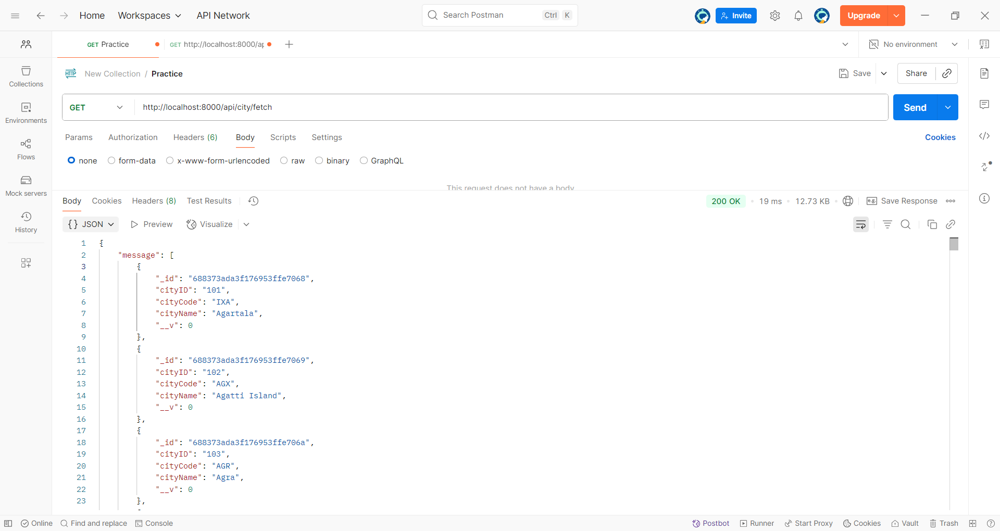 Home Workspaces API Network Search Postman Ctrl K Invite Upgrade
GET Practice GET http://localhost:8000/ap No environment
HTTP New Collection / Practice Save Share
GET http://localhost:8000/api/city/fetch Send
Params Authorization Headers (6) Body Scripts Settings Cookies
none form-data x-www-form-urlencoded raw binary GraphQL
This request does not have a body
Body Cookies Headers (8) Test Results 200 OK • 19 ms • 12.73 KB • e.g. Save Response
{} JSON Preview Visualize
1 {
2 "message": [
3 {
4 "_id": "688373ada3f176953ffe7068",
5 "cityID": "101",
6 "cityCode": "IXA",
7 "cityName": "Agartala",
8 "__v": 0
9 },
10 {
11 "_id": "688373ada3f176953ffe7069",
12 "cityID": "102",
13 "cityCode": "AGX",
14 "cityName": "Agatti Island",
15 "__v": 0
16 },
17 {
18 "_id": "688373ada3f176953ffe706a",
19 "cityID": "103",
20 "cityCode": "AGR",
21 "cityName": "Agra",
22 "__v": 0
23 },
Collections
Environments
Flows
Mock servers
History
Online Find and replace Console Postbot Runner Start Proxy Cookies Vault Trash